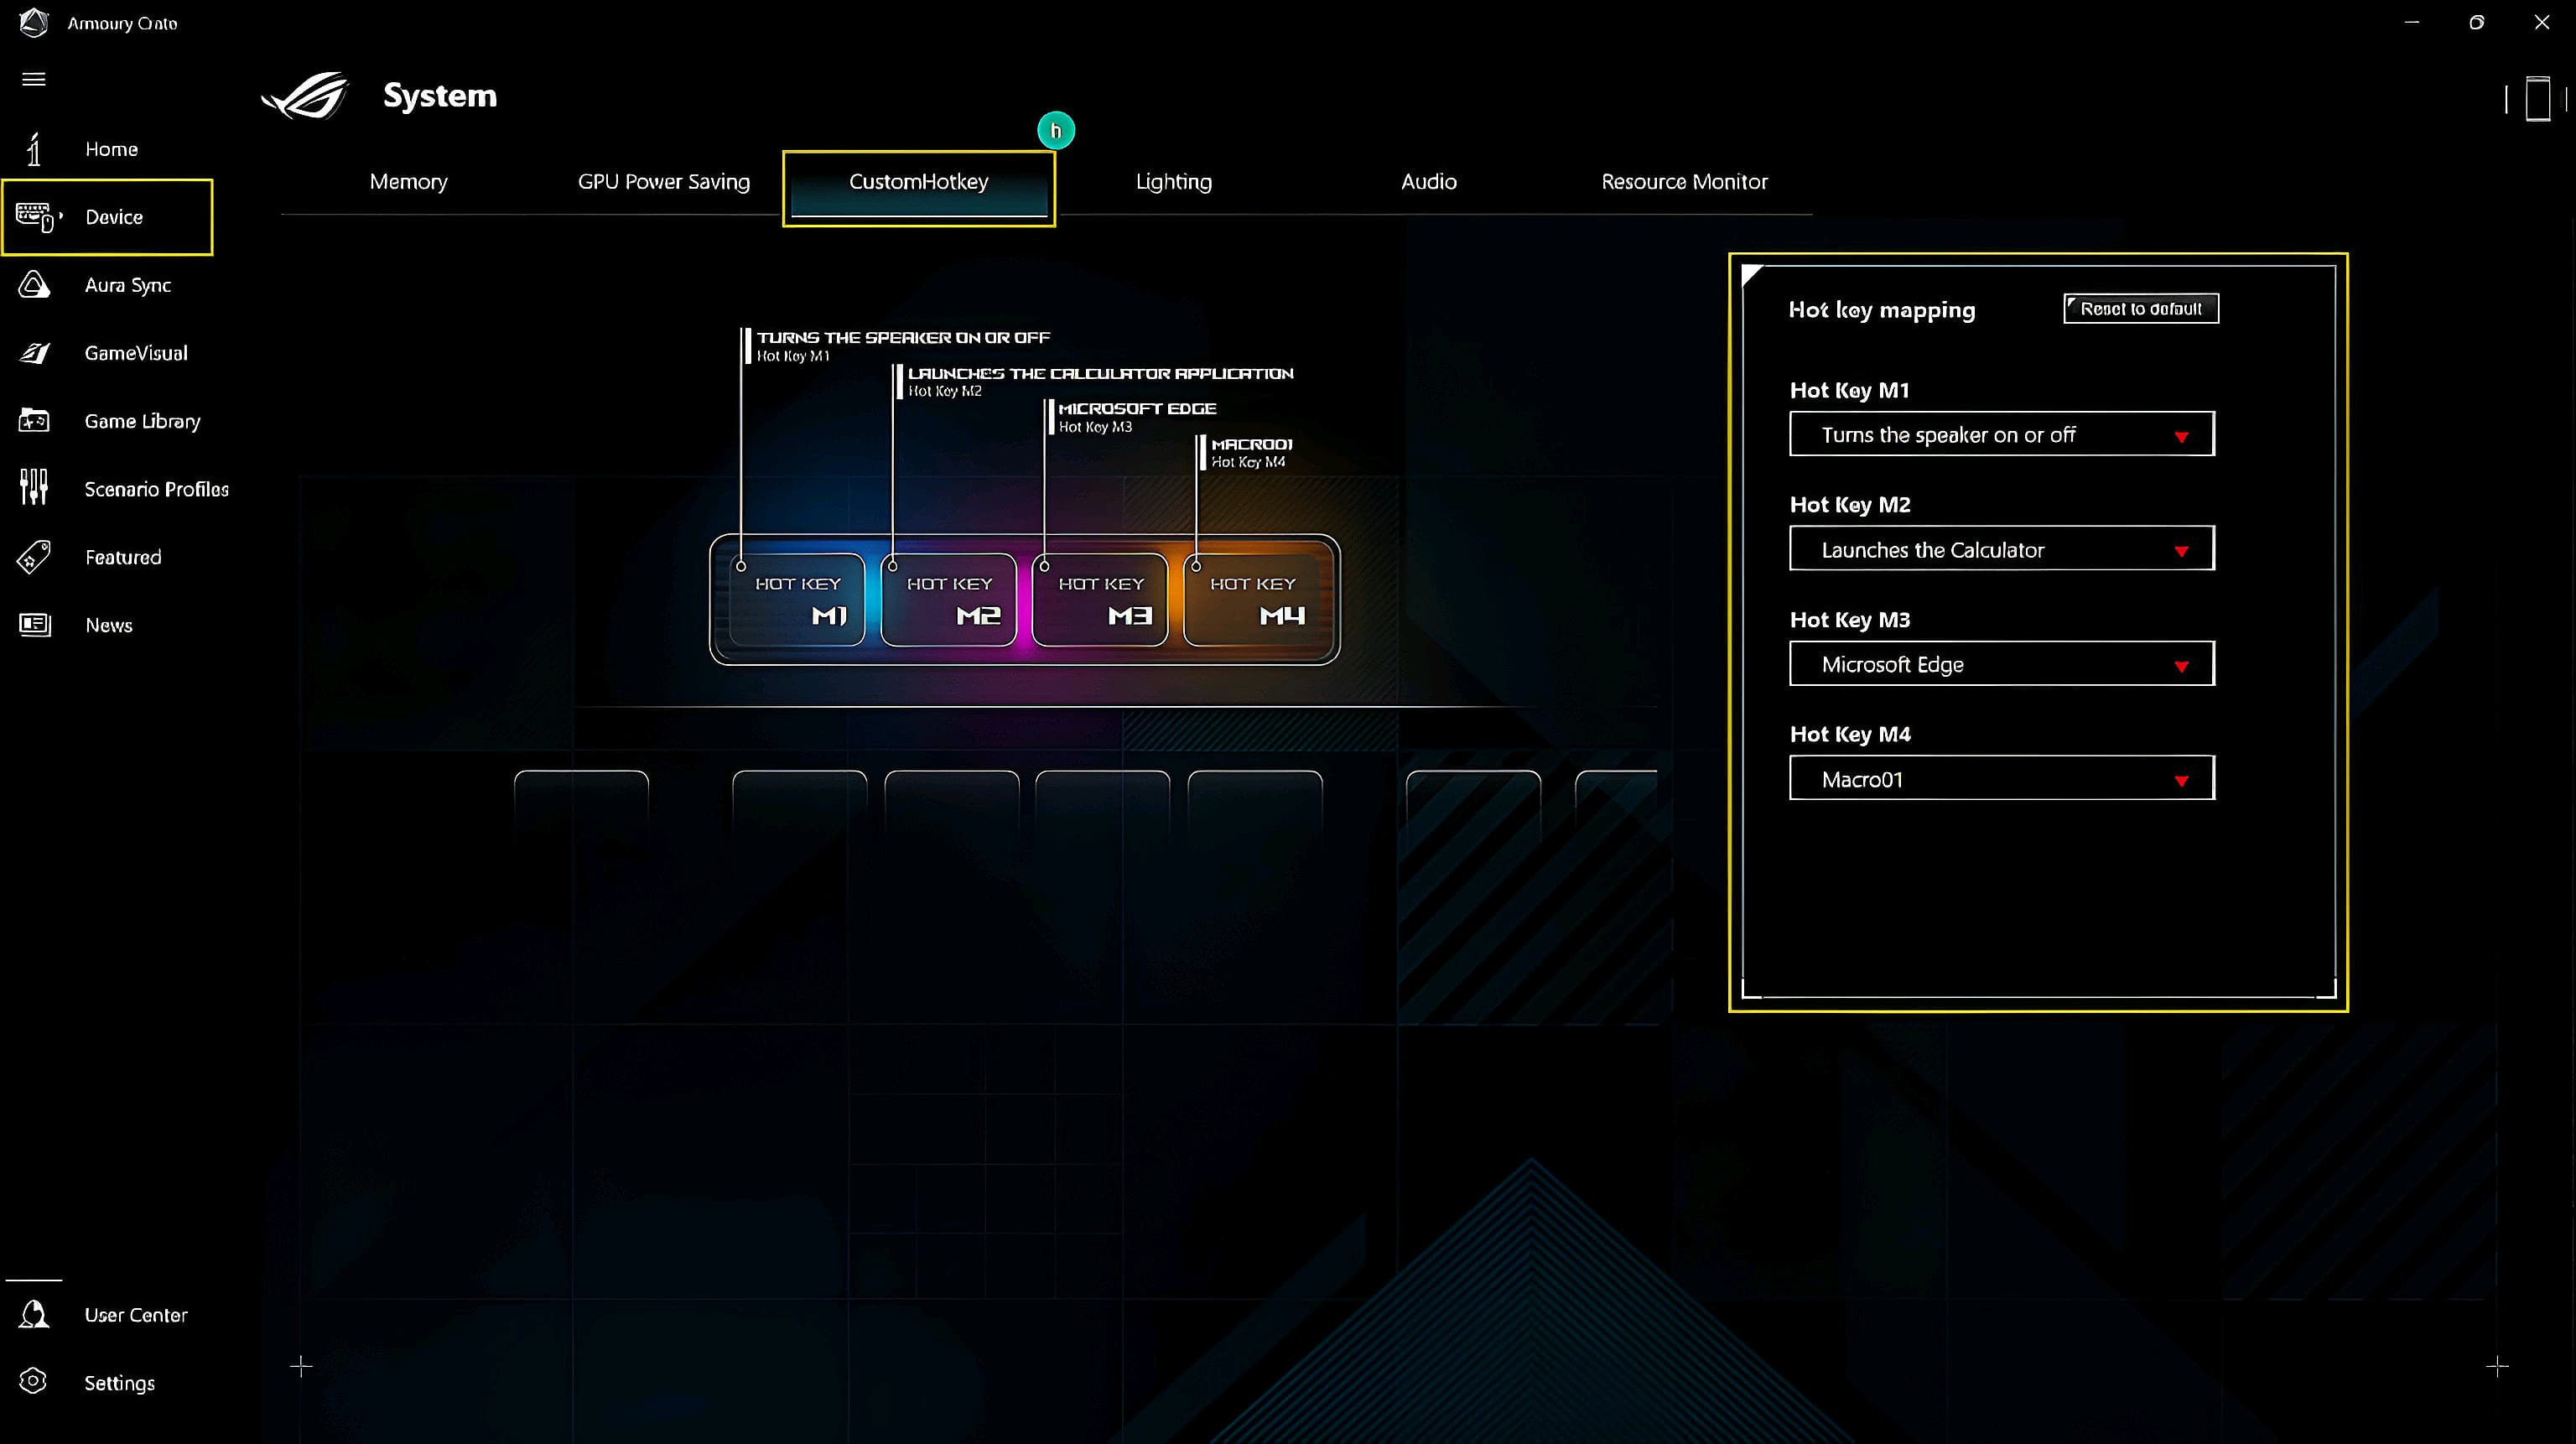 Armoury Crate
System
Home
Device
Aura Sync
GameVisual
Game Library
Scenario Profiles
Featured
News
User Center
Settings
h
Memory
GPU Power Saving
CustomHotkey
Lighting
Audio
Resource Monitor
TURNS THE SPEAKER ON OR OFF
Hot Key M1
LAUNCHES THE CALCULATOR APPLICATION
Hot Key M2
MICROSOFT EDGE
Hot Key M3
MACRO01
Hot Key M4
HOT KEY
M1
HOT KEY
M2
HOT KEY
M3
HOT KEY
M4
Hot key mapping
Reset to default
Hot Key M1
Turns the speaker on or off
Hot Key M2
Launches the Calculator
Hot Key M3
Microsoft Edge
Hot Key M4
Macro01